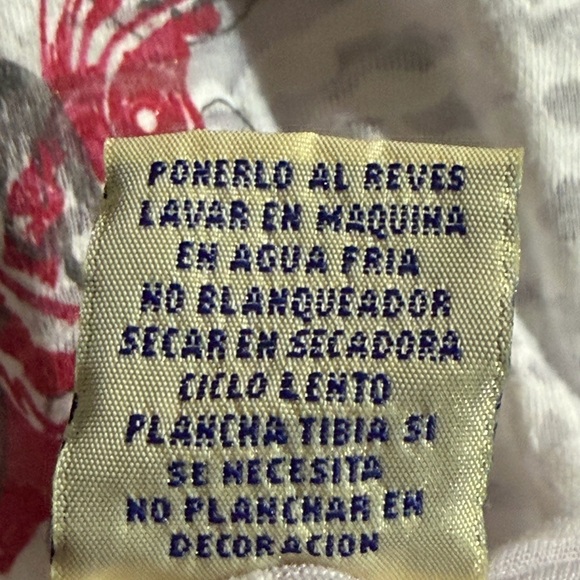 PONERLO AL REVES
LAVAR EN MAQUINA
EN AGUA FRIA
NO BLANQUEADOR
SECAR EN SECADORA
CICLO LENTO
PLANCHA TIBIA SI
SE NECESITA
NO PLANCHAR EN
DECORACION